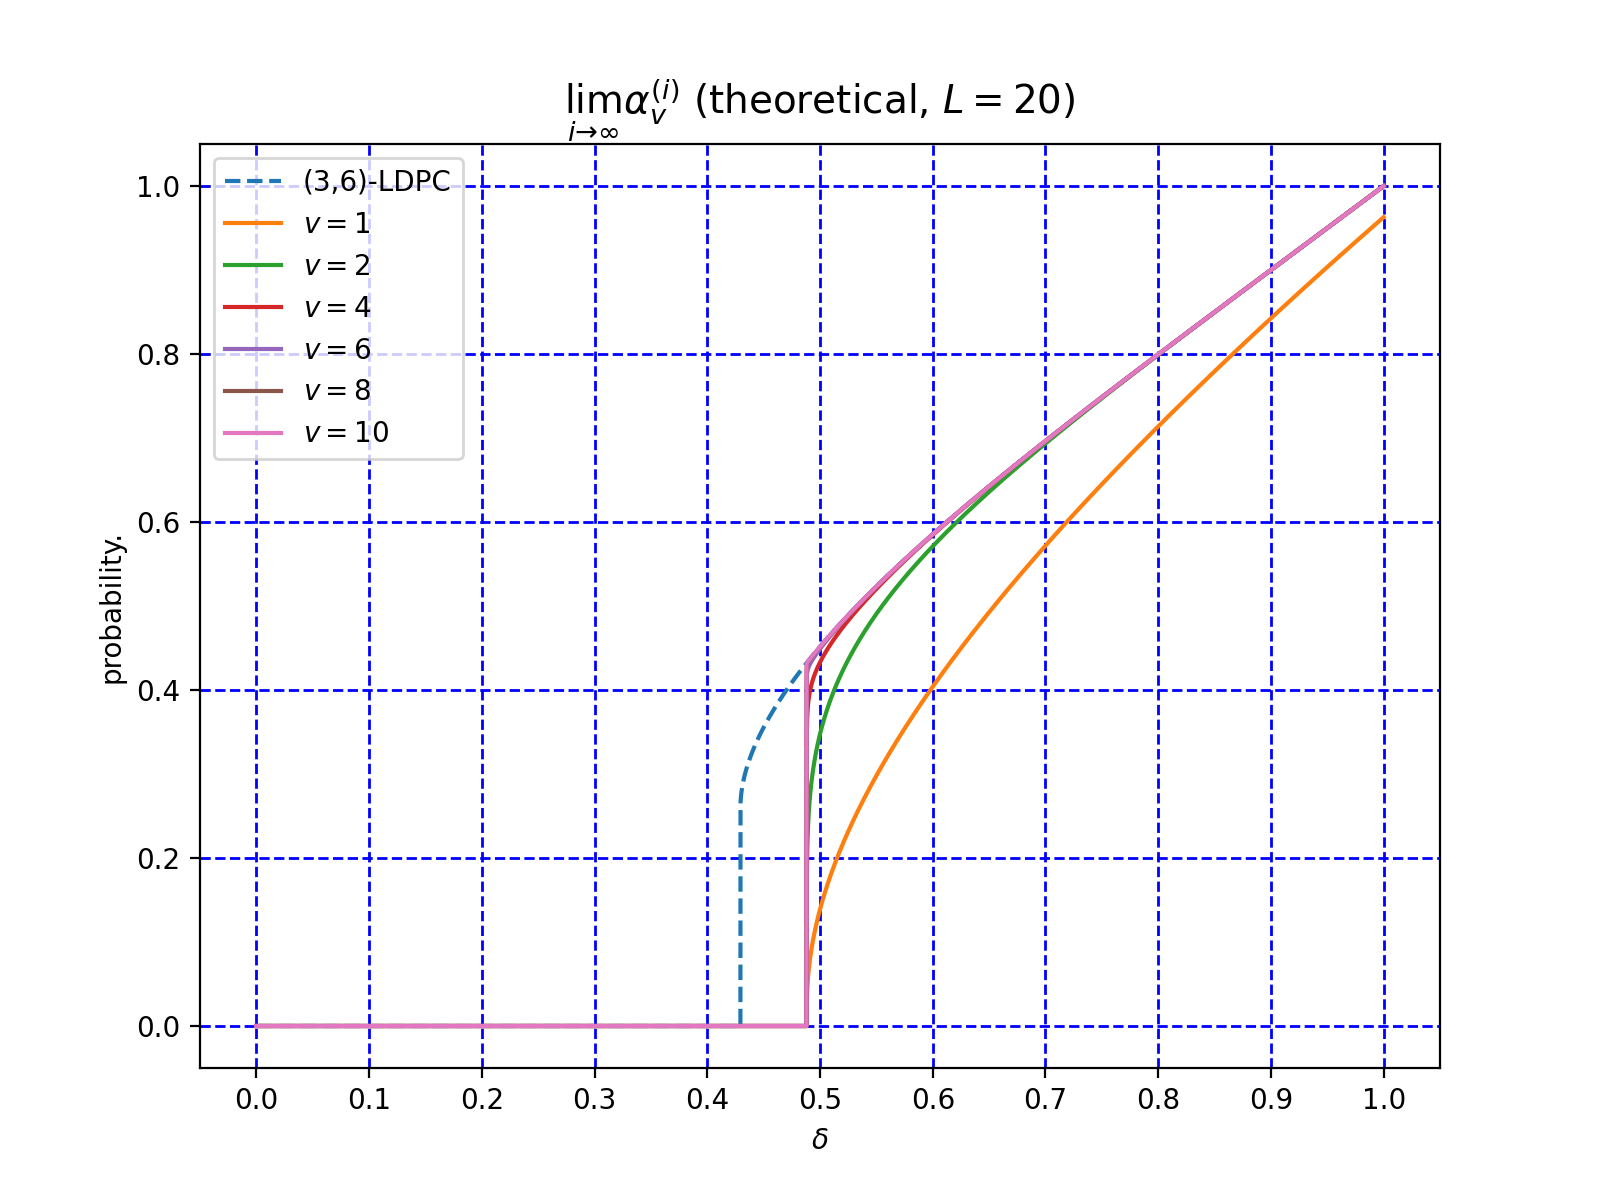 lim α_v^(i) (theoretical, L = 20)
i→∞
(3,6)-LDPC
v = 1
v = 2
v = 4
v = 6
v = 8
v = 10
1.0
0.8
0.6
0.4
0.2
0.0
probability.
0.0 0.1 0.2 0.3 0.4 0.5 0.6 0.7 0.8 0.9 1.0
δ